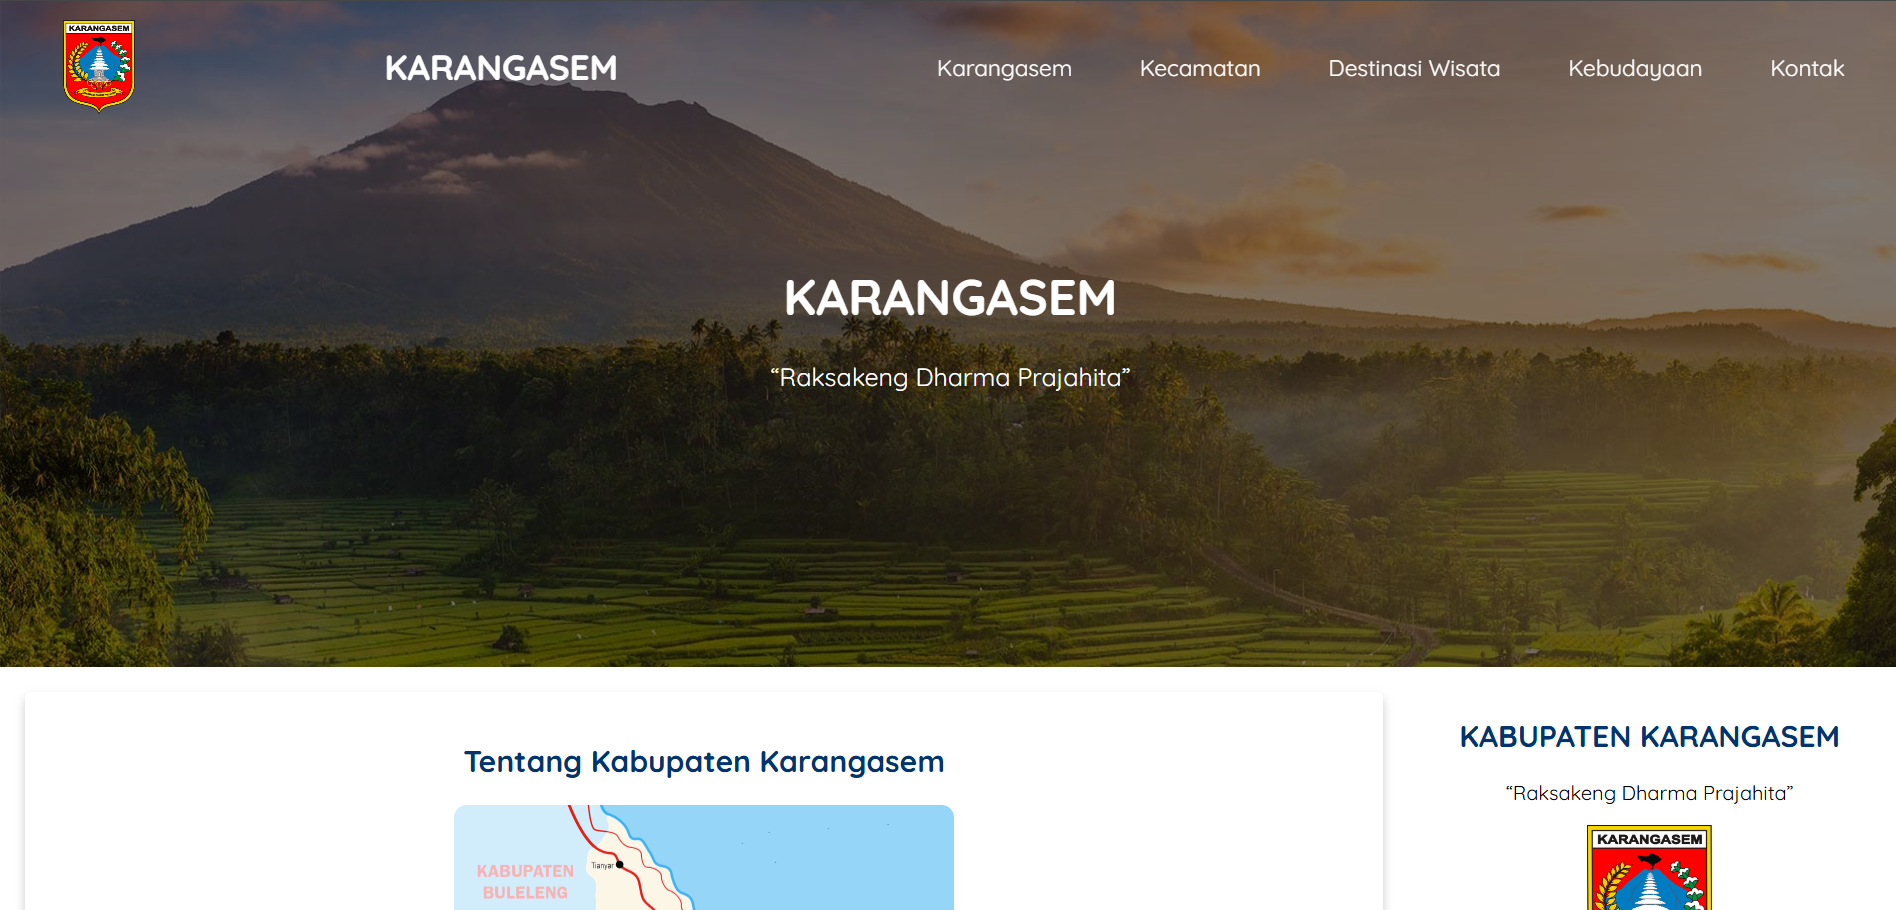 KARANGASEM
KARANGASEM
Karangasem
Kecamatan
Destinasi Wisata
Kebudayaan
Kontak
KARANGASEM
“Raksakeng Dharma Prajahita”
Tentang Kabupaten Karangasem
Tianyar
KABUPATEN
BULELENG
KABUPATEN KARANGASEM
“Raksakeng Dharma Prajahita”
KARANGASEM